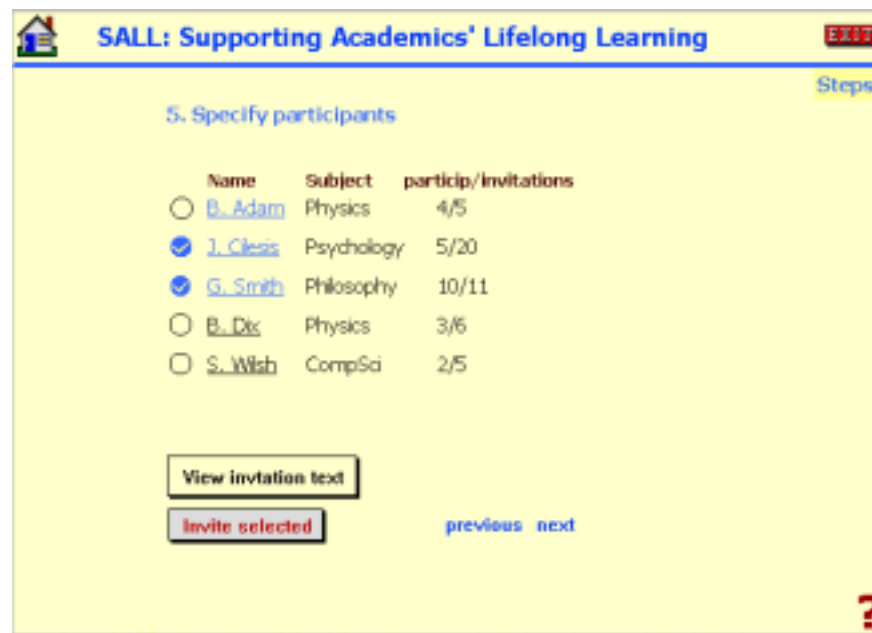 SALL: Supporting Academics' Lifelong Learning EXIT
Steps
5. Specify participants
Name Subject particip/invitations
B. Adam Physics 4/5
J. Cilesis Psychology 5/20
G. Smith Philosophy 10/11
B. Dix Physics 3/6
S. Wilsh CompSci 2/5
View invtation text
Invite selected previous next
?